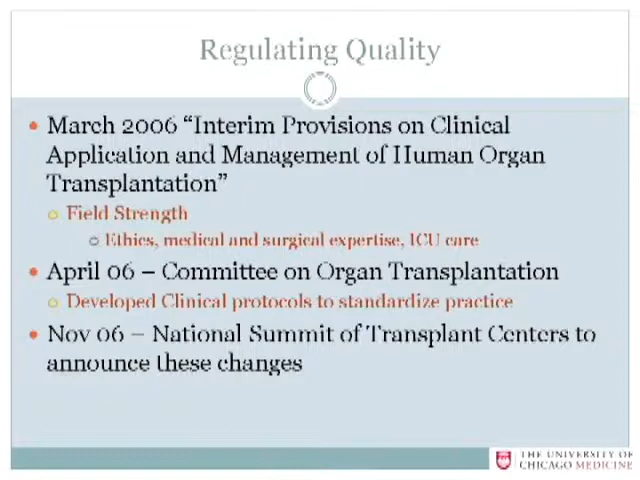 Regulating Quality
• March 2006 “Interim Provisions on Clinical
Application and Management of Human Organ
Transplantation”
o Field Strength
o Ethics, medical and surgical expertise, ICU care
• April 06 – Committee on Organ Transplantation
o Developed Clinical protocols to standardize practice
• Nov 06 – National Summit of Transplant Centers to
announce these changes
THE UNIVERSITY OF
CHICAGO MEDICINE